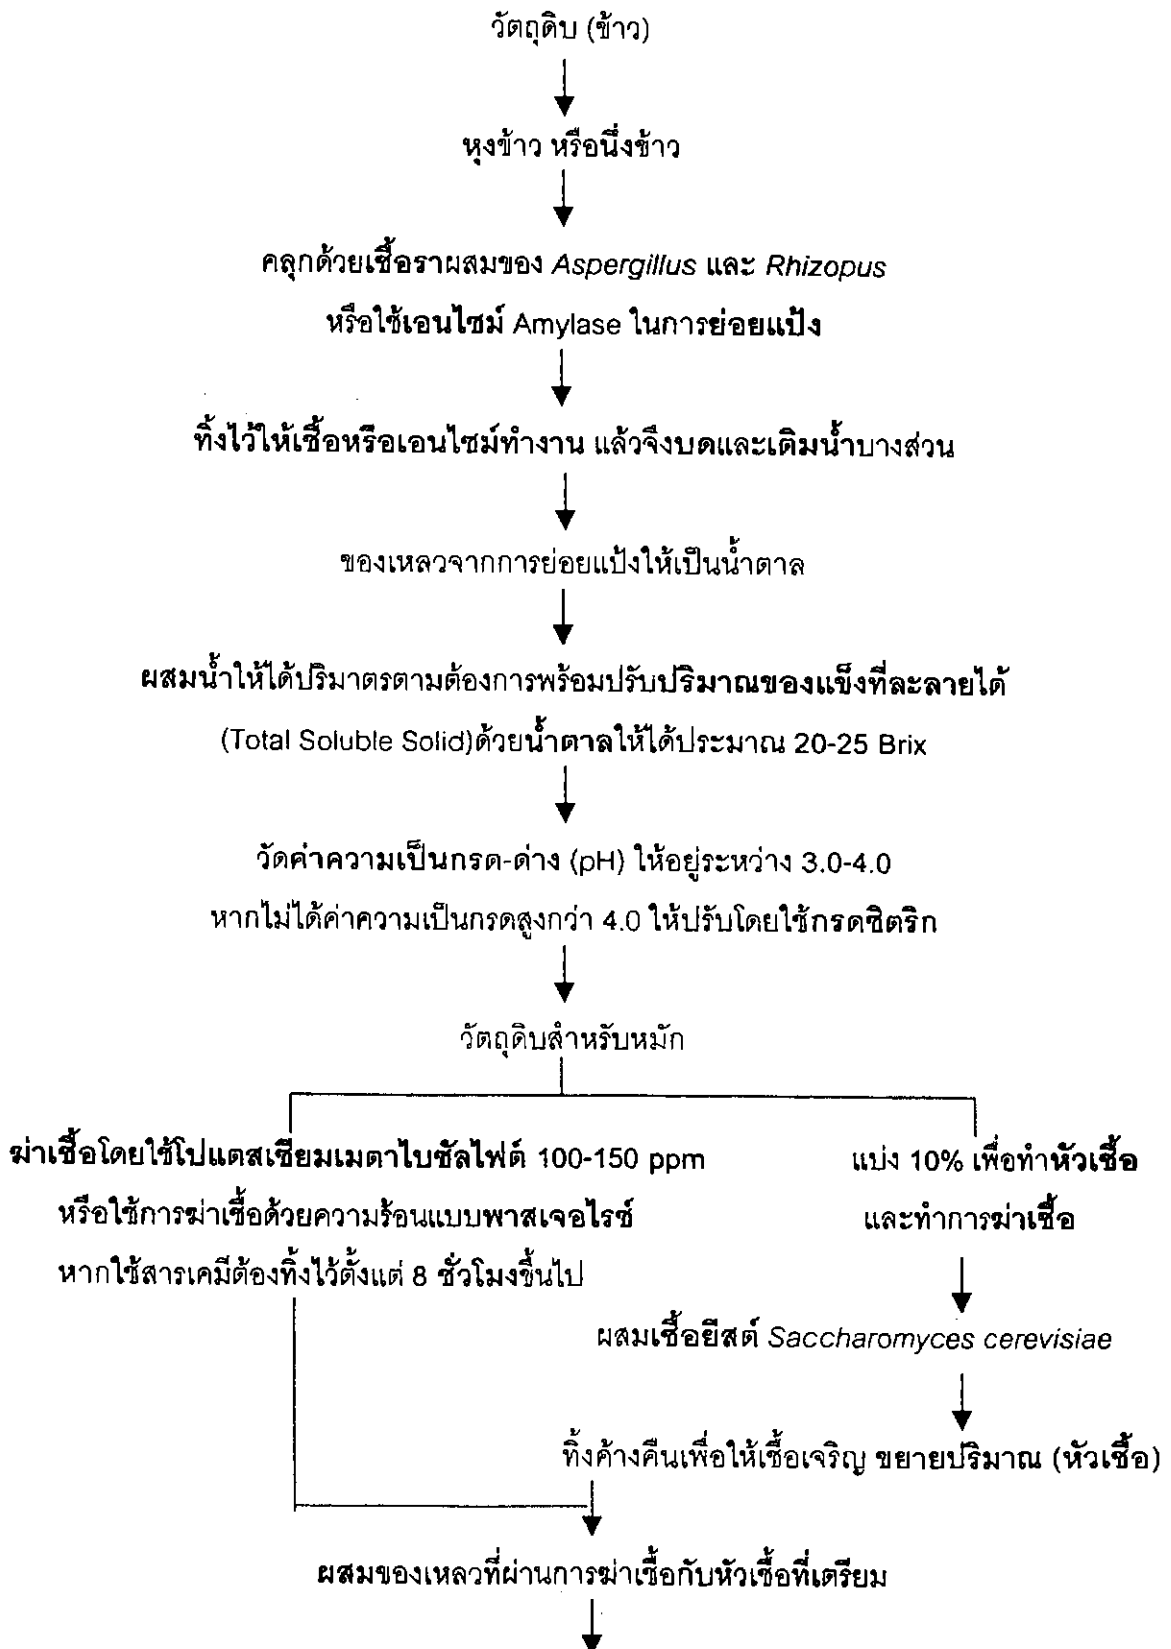 วัตถุดิบ (ข้าว)
หุงข้าว หรือนึ่งข้าว
คลุกด้วยเชื้อราผสมของ Aspergillus และ Rhizopus
หรือใช้เอนไซม์ Amylase ในการย่อยแป้ง
ทิ้งไว้ให้เชื้อหรือเอนไซม์ทำงาน แล้วจึงบดและเติมน้ำบางส่วน
ของเหลวจากการย่อยแป้งให้เป็นน้ำตาล
ผสมน้ำให้ได้ปริมาตรตามต้องการพร้อมปรับปริมาณของแข็งที่ละลายได้
(Total Soluble Solid)ด้วยน้ำตาลให้ได้ประมาณ 20-25 Brix
วัดค่าความเป็นกรด-ด่าง (pH) ให้อยู่ระหว่าง 3.0-4.0
หากไม่ได้ค่าความเป็นกรดสูงกว่า 4.0 ให้ปรับโดยใช้กรดซิตริก
วัตถุดิบสำหรับหมัก
ฆ่าเชื้อโดยใช้โปแตสเซียมเมตาไบซัลไฟต์ 100-150 ppm
หรือใช้การฆ่าเชื้อด้วยความร้อนแบบพาสเจอไรซ์
หากใช้สารเคมีต้องทิ้งไว้ตั้งแต่ 8 ชั่วโมงขึ้นไป
แบ่ง 10% เพื่อทำหัวเชื้อ
และทำการฆ่าเชื้อ
ผสมเชื้อยีสต์ Saccharomyces cerevisiae
ทิ้งค้างคืนเพื่อให้เชื้อเจริญ ขยายปริมาณ (หัวเชื้อ)
ผสมของเหลวที่ผ่านการฆ่าเชื้อกับหัวเชื้อที่เตรียม